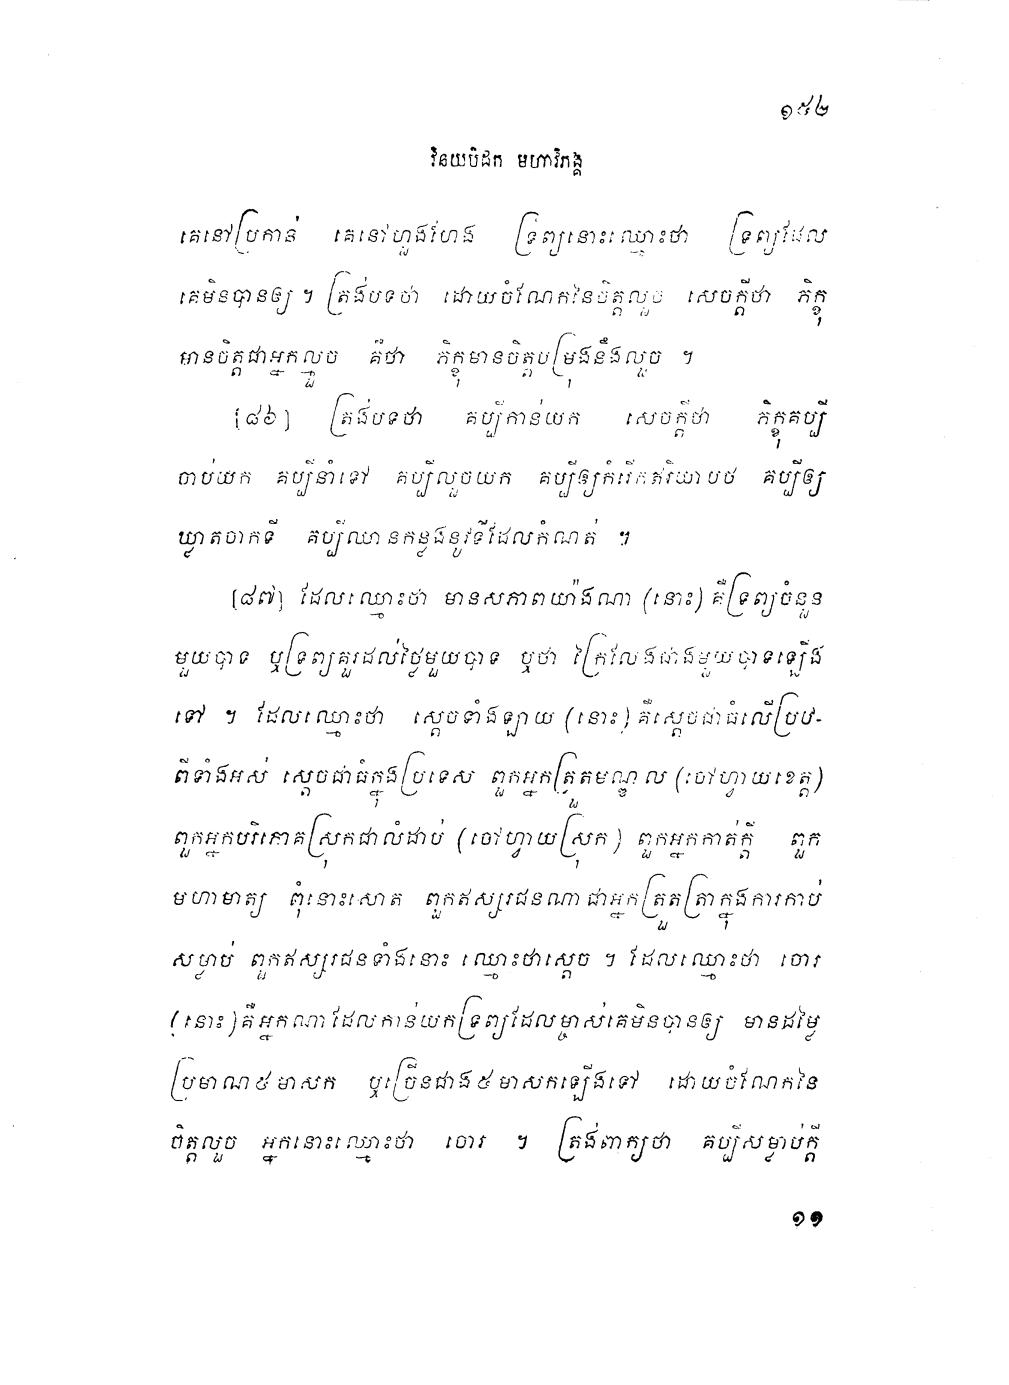 ១៥២
វិនយបិដក មហាវិភង្គ
គេនៅប្រកាន់ គេនៅហួងហែង ទ្រព្យនោះឈ្មោះថា ទ្រព្យដែល
គេមិនបានឲ្យ ។ ត្រង់បទថា ដោយចំណែកនៃចិត្តលួច សេចក្តីថា ភិក្ខុ
មានចិត្តជាអ្នកលួច គឺថា ភិក្ខុមានចិត្តបម្រុងនឹងលួច ។
[៨៦] ត្រង់បទថា គប្បីកាន់យក សេចក្តីថា ភិក្ខុគប្បី
ចាប់យក គប្បីនាំទៅ គប្បីលួចយក គប្បីឲ្យកំរើកឥរិយាបថ គប្បីឲ្យ
ឃ្លាតចាកទី គប្បីឈានកន្លងនូវទីដែលកំណត់ ។
[៨៧] ដែលឈ្មោះថា មានសភាពយ៉ាងណា (នោះ) គឺទ្រព្យចំនួន
មួយបាទ ឬទ្រព្យគួរដល់ថ្លៃមួយបាទ ឬថា ក្រៃលែងជាងមួយបាទឡើង
ទៅ ។ ដែលឈ្មោះថា ស្តេចទាំងឡាយ (នោះ) គឺស្តេចជាធំលើប្រឋ-
ពីទាំងអស់ ស្តេចជាធំក្នុងប្រទេស ពួកអ្នកត្រួតមណ្ឌល (ចៅហ្វាយខេត្ត)
ពួកអ្នកបរិភោគស្រុកជាលំដាប់ (ចៅហ្វាយស្រុក) ពួកអ្នកកាត់ក្តី ពួក
មហាមាត្យ ពុំនោះសោត ពួកឥស្សរជនណាជាអ្នកត្រួតត្រាក្នុងការកាប់
សម្លាប់ ពួកឥស្សរជនទាំងនោះ ឈ្មោះថាស្តេច ។ ដែលឈ្មោះថា ចោរ
(នោះ) គឺអ្នកណាដែលកាន់យកទ្រព្យដែលម្ចាស់គេមិនបានឲ្យ មានដម្លៃ
ប្រមាណ៥មាសក ឬច្រើនជាង៥មាសកឡើងទៅ ដោយចំណែកនៃ
ចិត្តលួច អ្នកនោះឈ្មោះថា ចោរ ។ ត្រង់ពាក្យថា គប្បីសម្លាប់ក្តី
១១